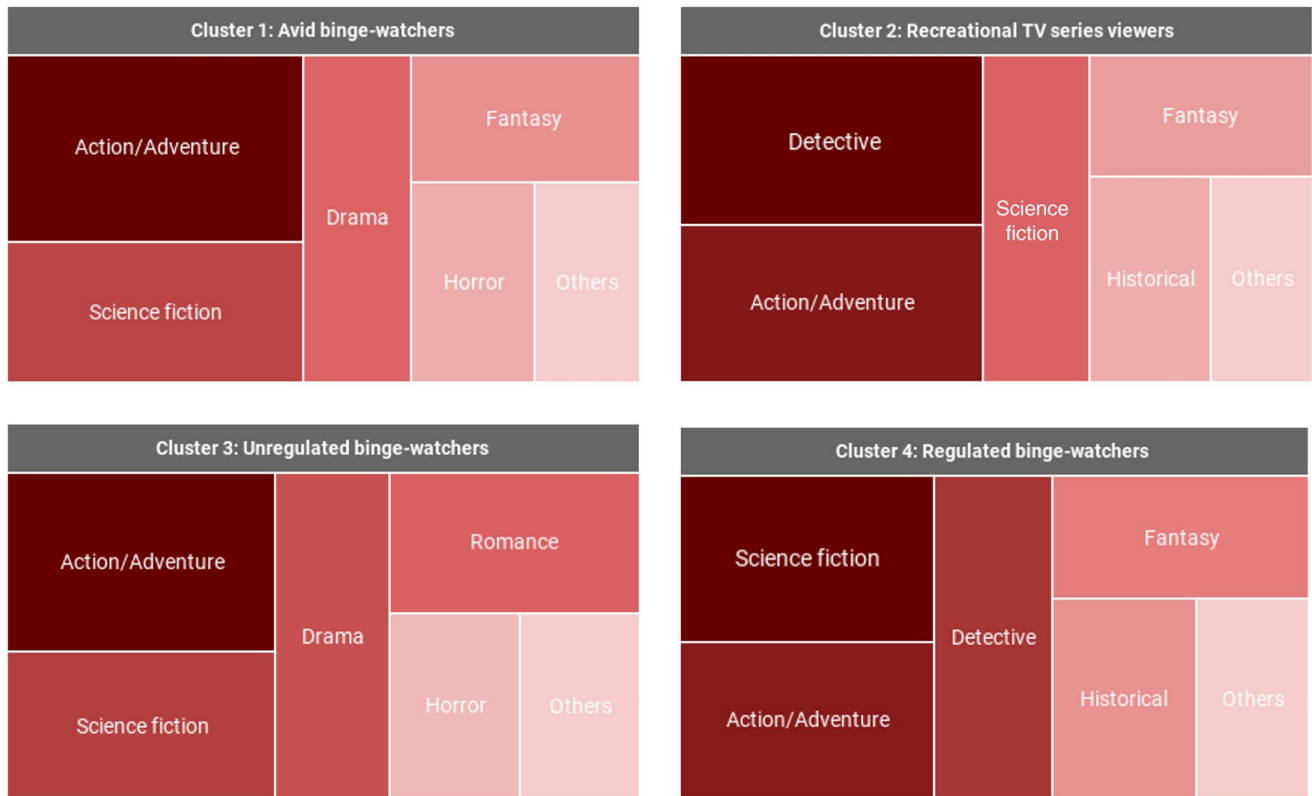 Cluster 1: Avid binge-watchers
Action/Adventure
Science fiction
Drama
Fantasy
Horror
Others
Cluster 2: Recreational TV series viewers
Detective
Action/Adventure
Science
fiction
Fantasy
Historical
Others
Cluster 3: Unregulated binge-watchers
Action/Adventure
Science fiction
Drama
Romance
Horror
Others
Cluster 4: Regulated binge-watchers
Science fiction
Action/Adventure
Detective
Fantasy
Historical
Others